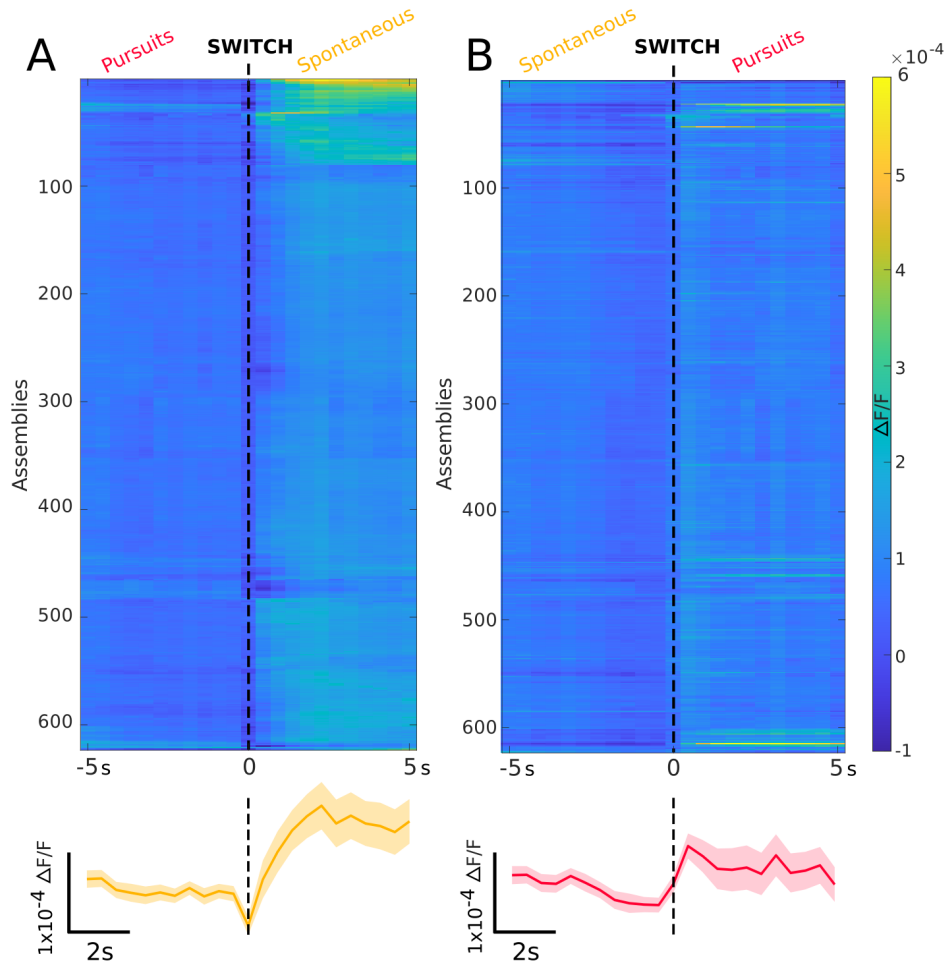 A
Pursuits
SWITCH
Spontaneous
B
Spontaneous
SWITCH
Pursuits
×10⁻⁴
Assemblies
100
200
300
400
500
600
-5 s
0
5 s
Assemblies
100
200
300
400
500
600
-5 s
0
5 s
6
5
4
3
2
1
0
-1
ΔF/F
1x10⁻⁴ ΔF/F
2s
1x10⁻⁴ ΔF/F
2s